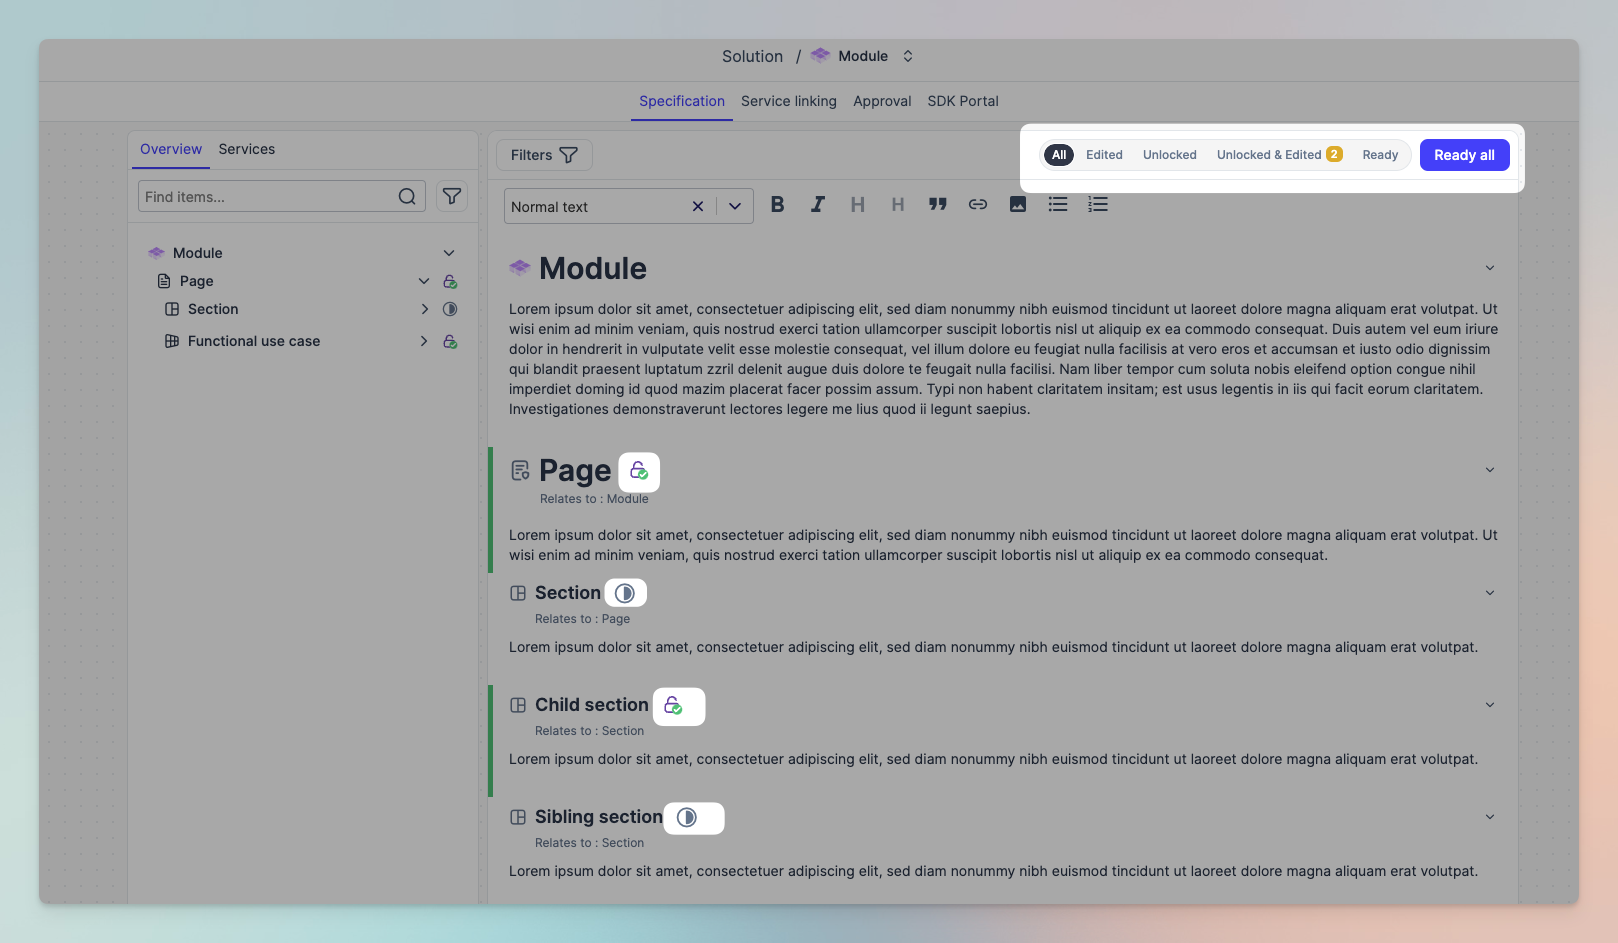 Solution / Module
Specification Service linking Approval SDK Portal
Overview Services
Find items...
Module
Page
Section
Functional use case
Filters
All Edited Unlocked Unlocked & Edited 2 Ready Ready all
Normal text
Module
Lorem ipsum dolor sit amet, consectetuer adipiscing elit, sed diam nonummy nibh euismod tincidunt ut laoreet dolore magna aliquam erat volutpat. Ut
wisi enim ad minim veniam, quis nostrud exerci tation ullamcorper suscipit lobortis nisl ut aliquip ex ea commodo consequat. Duis autem vel eum iriure
dolor in hendrerit in vulputate velit esse molestie consequat, vel illum dolore eu feugiat nulla facilisis at vero eros et accumsan et iusto odio dignissim
qui blandit praesent luptatum zzril delenit augue duis dolore te feugait nulla facilisi. Nam liber tempor cum soluta nobis eleifend option congue nihil
imperdiet doming id quod mazim placerat facer possim assum. Typi non habent claritatem insitam; est usus legentis in iis qui facit eorum claritatem.
Investigationes demonstraverunt lectores legere me lius quod ii legunt saepius.
Page
Relates to : Module
Lorem ipsum dolor sit amet, consectetuer adipiscing elit, sed diam nonummy nibh euismod tincidunt ut laoreet dolore magna aliquam erat volutpat. Ut
wisi enim ad minim veniam, quis nostrud exerci tation ullamcorper suscipit lobortis nisl ut aliquip ex ea commodo consequat.
Section
Relates to : Page
Lorem ipsum dolor sit amet, consectetuer adipiscing elit, sed diam nonummy nibh euismod tincidunt ut laoreet dolore magna aliquam erat volutpat.
Child section
Relates to : Section
Lorem ipsum dolor sit amet, consectetuer adipiscing elit, sed diam nonummy nibh euismod tincidunt ut laoreet dolore magna aliquam erat volutpat.
Sibling section
Relates to : Section
Lorem ipsum dolor sit amet, consectetuer adipiscing elit, sed diam nonummy nibh euismod tincidunt ut laoreet dolore magna aliquam erat volutpat.